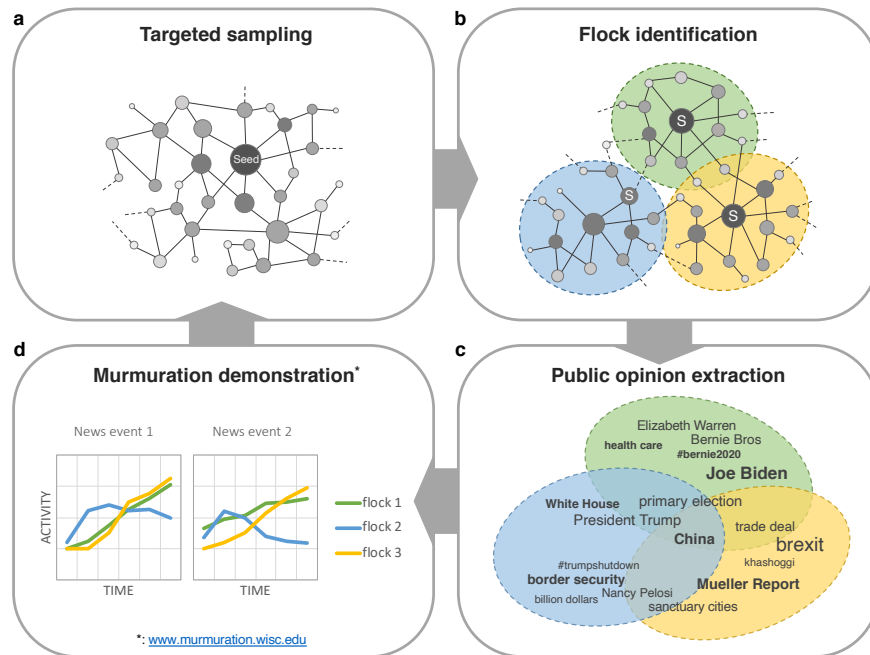 a
Targeted sampling
Seed
b
Flock identification
S
S
S
d
Murmuration demonstration*
News event 1
News event 2
ACTIVITY
TIME
TIME
flock 1
flock 2
flock 3
*: www.murmuration.wisc.edu
c
Public opinion extraction
Elizabeth Warren
health care
Bernie Bros
#bernie2020
Joe Biden
White House
primary election
President Trump
trade deal
China
brexit
khashoggi
#trumpshutdown
border security
Mueller Report
billion dollars
Nancy Pelosi
sanctuary cities